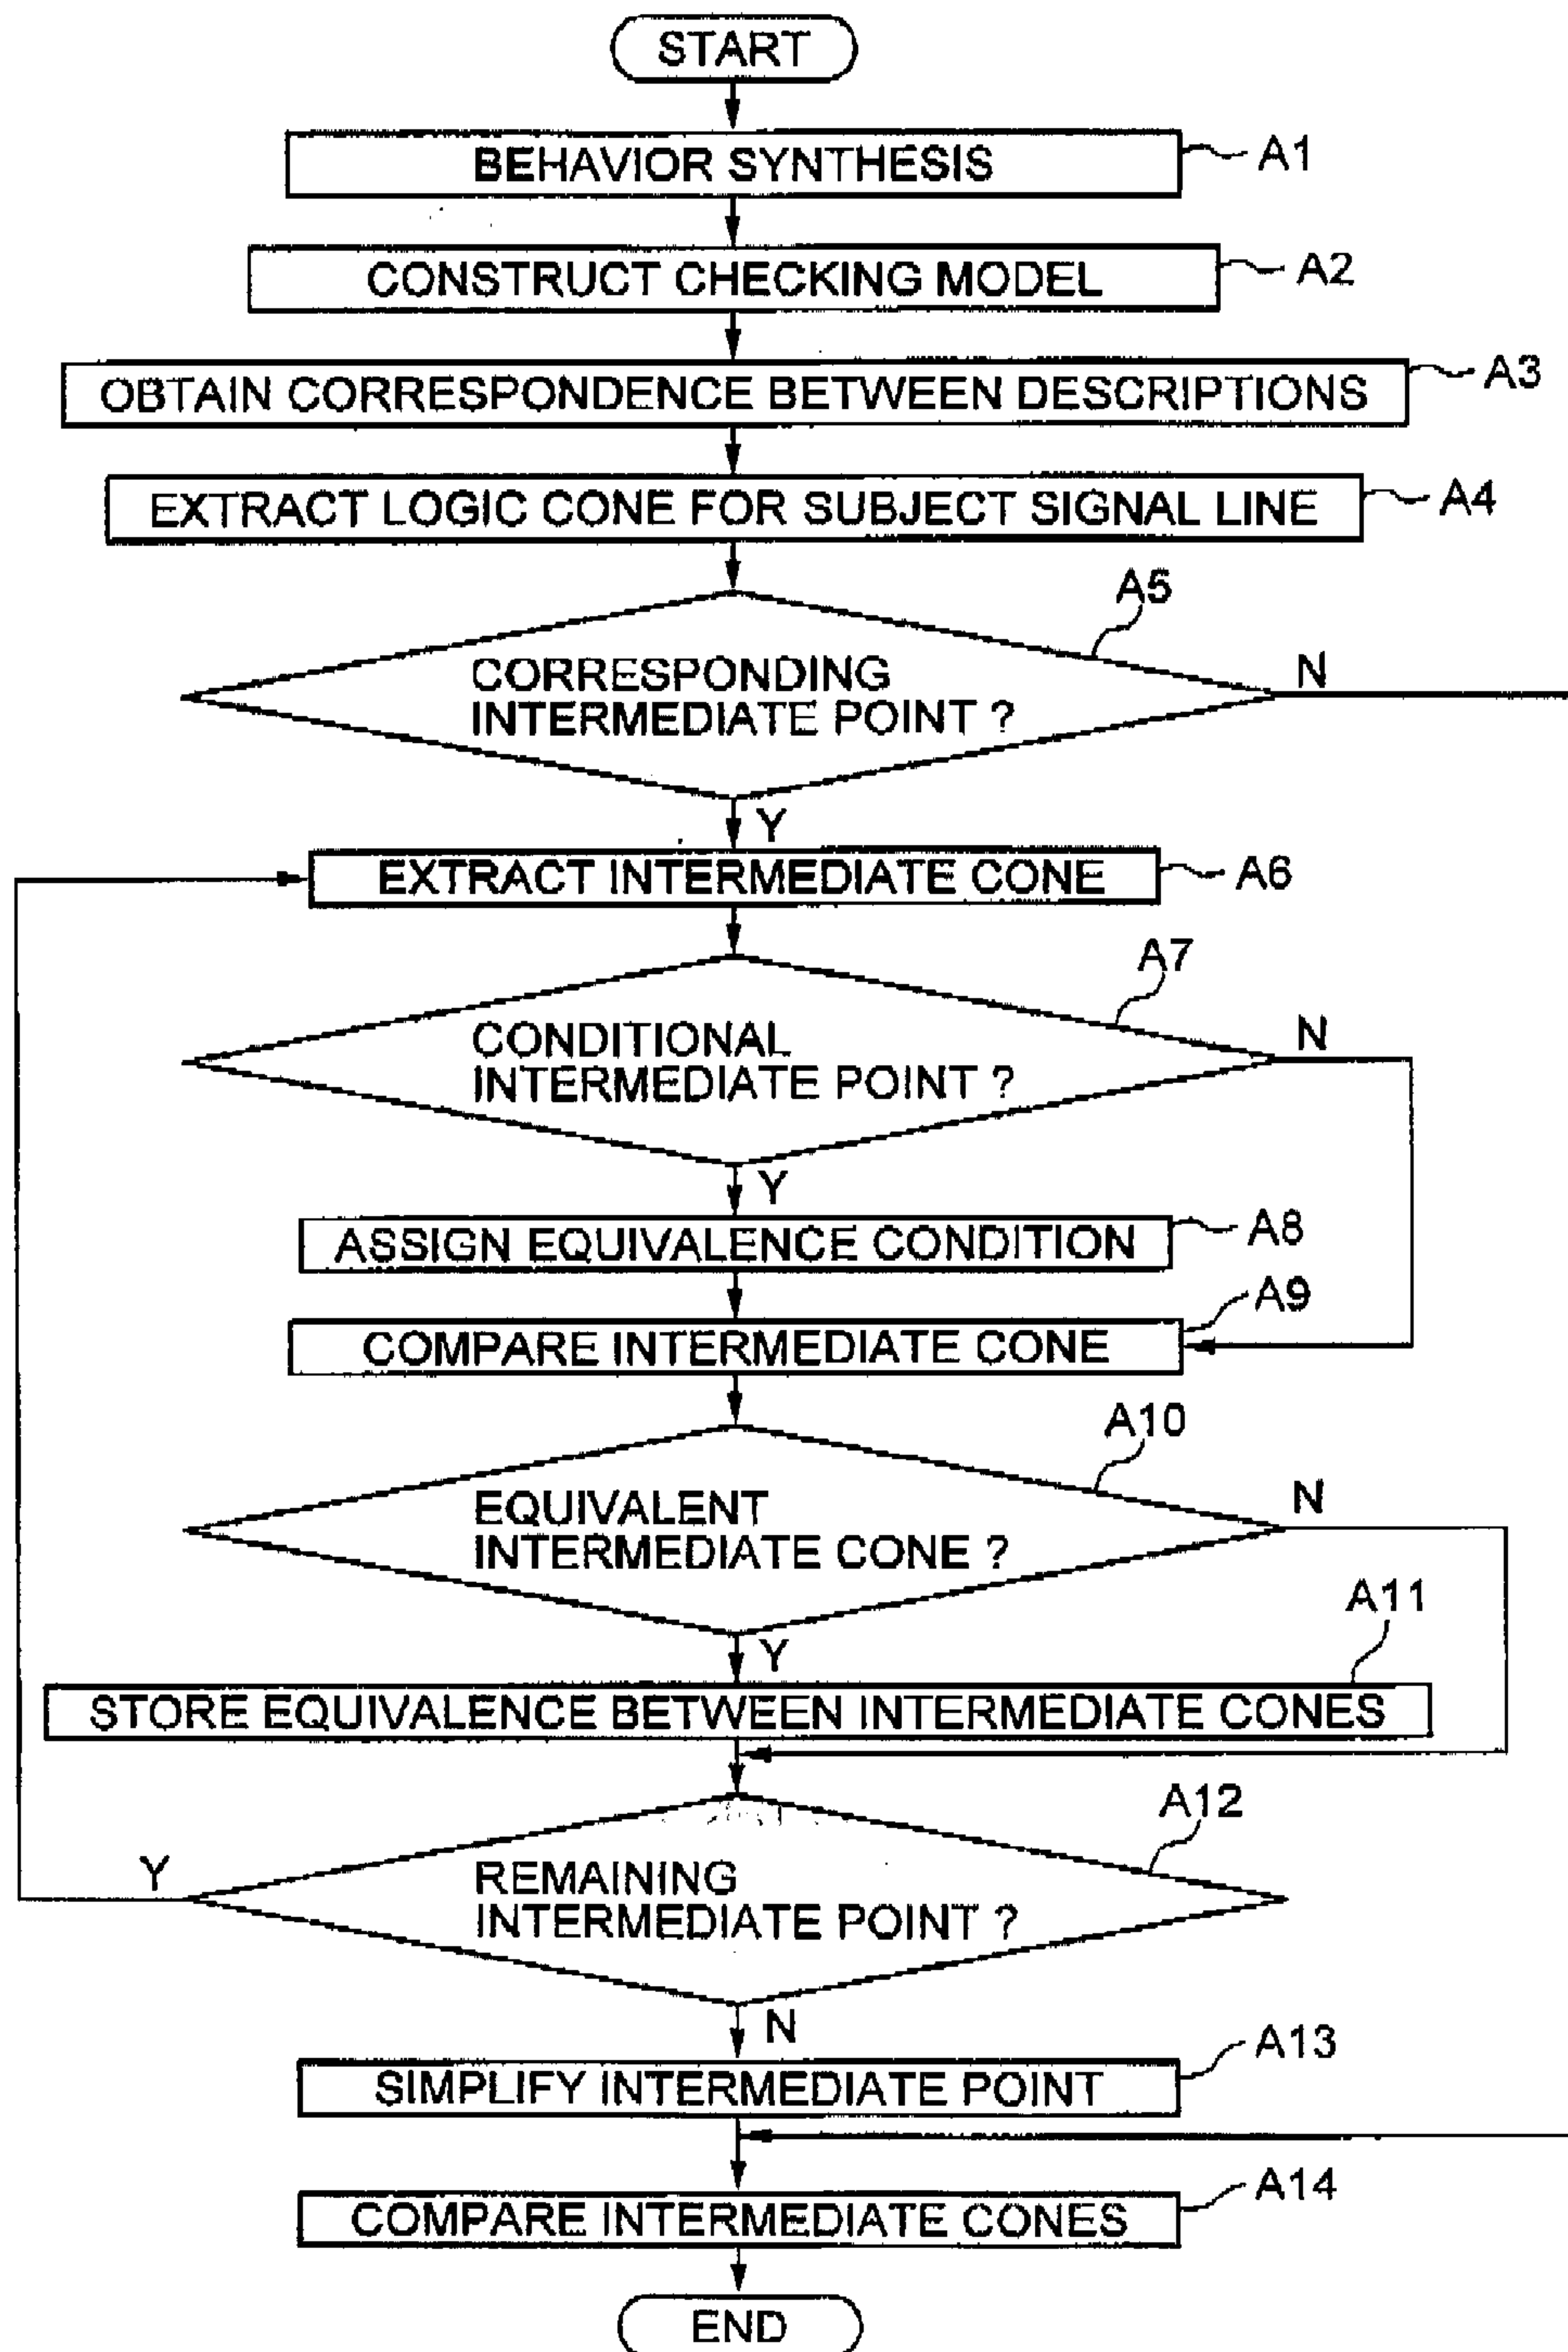 START
BEHAVIOR SYNTHESIS
A1
CONSTRUCT CHECKING MODEL
A2
OBTAIN CORRESPONDENCE BETWEEN DESCRIPTIONS
A3
EXTRACT LOGIC CONE FOR SUBJECT SIGNAL LINE
A4
A5
CORRESPONDING
INTERMEDIATE POINT ?
N
Y
EXTRACT INTERMEDIATE CONE
A6
A7
CONDITIONAL
INTERMEDIATE POINT ?
N
Y
ASSIGN EQUIVALENCE CONDITION
A8
A9
COMPARE INTERMEDIATE CONE
A10
EQUIVALENT
INTERMEDIATE CONE ?
N
Y
A11
STORE EQUIVALENCE BETWEEN INTERMEDIATE CONES
A12
Y
REMAINING
INTERMEDIATE POINT ?
N
A13
SIMPLIFY INTERMEDIATE POINT
A14
COMPARE INTERMEDIATE CONES
END